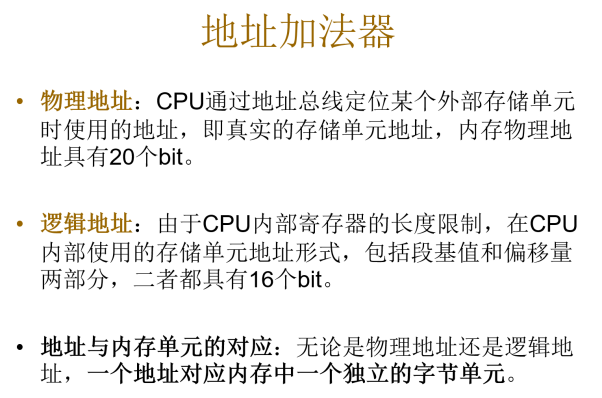 地址加法器
• 物理地址：CPU通过地址总线定位某个外部存储单元
时使用的地址，即真实的存储单元地址，内存物理地
址具有20个bit。
• 逻辑地址：由于CPU内部寄存器的长度限制，在CPU
内部使用的存储单元地址形式，包括段基值和偏移量
两部分，二者都具有16个bit。
• 地址与内存单元的对应：无论是物理地址还是逻辑地
址，一个地址对应内存中一个独立的字节单元。